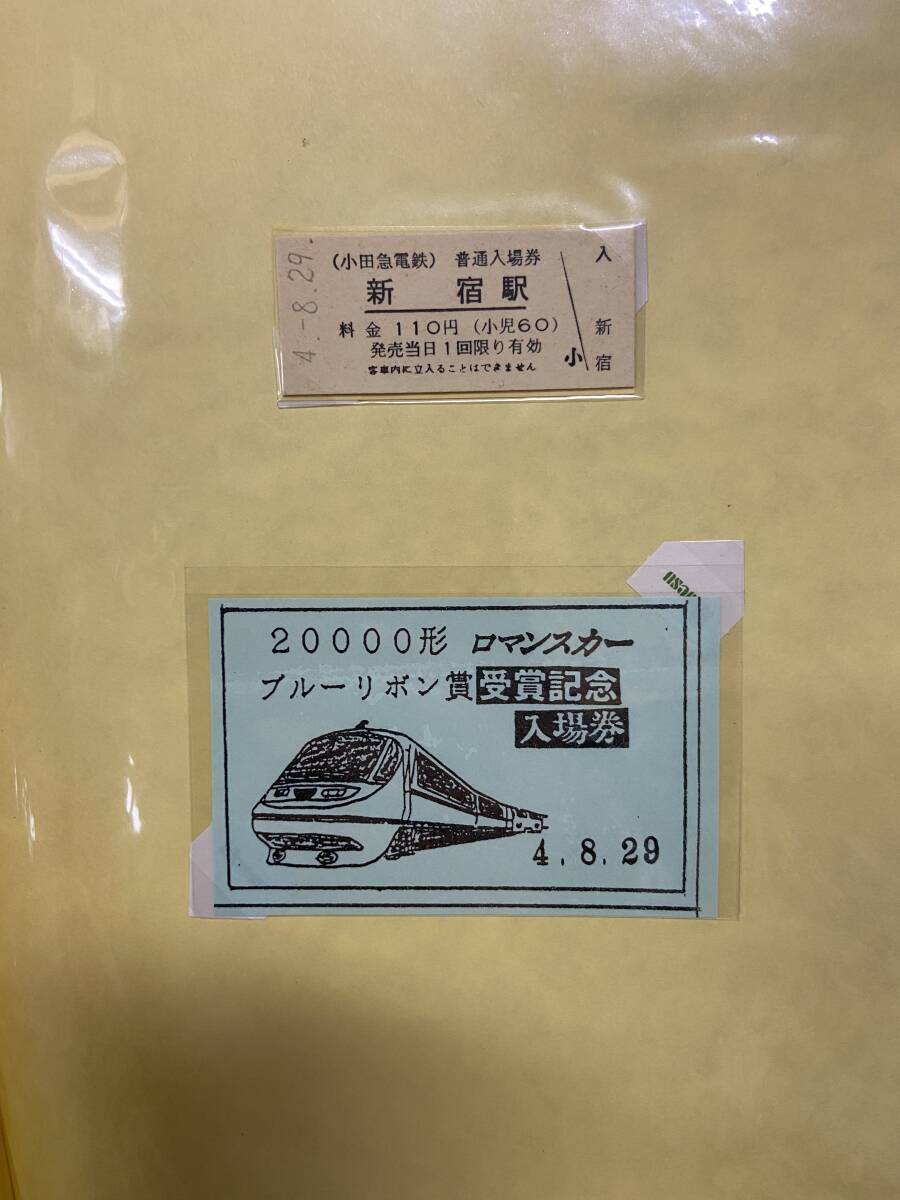 4.-8.29.
(小田急電鉄) 普通入場券
新宿駅
料金110円(小児60)
発売当日1回限り有効
客車内に立入ることはできません
入
新宿
小
20000形 ロマンスカー
ブルーリボン賞受賞記念
入場券
4.8.29